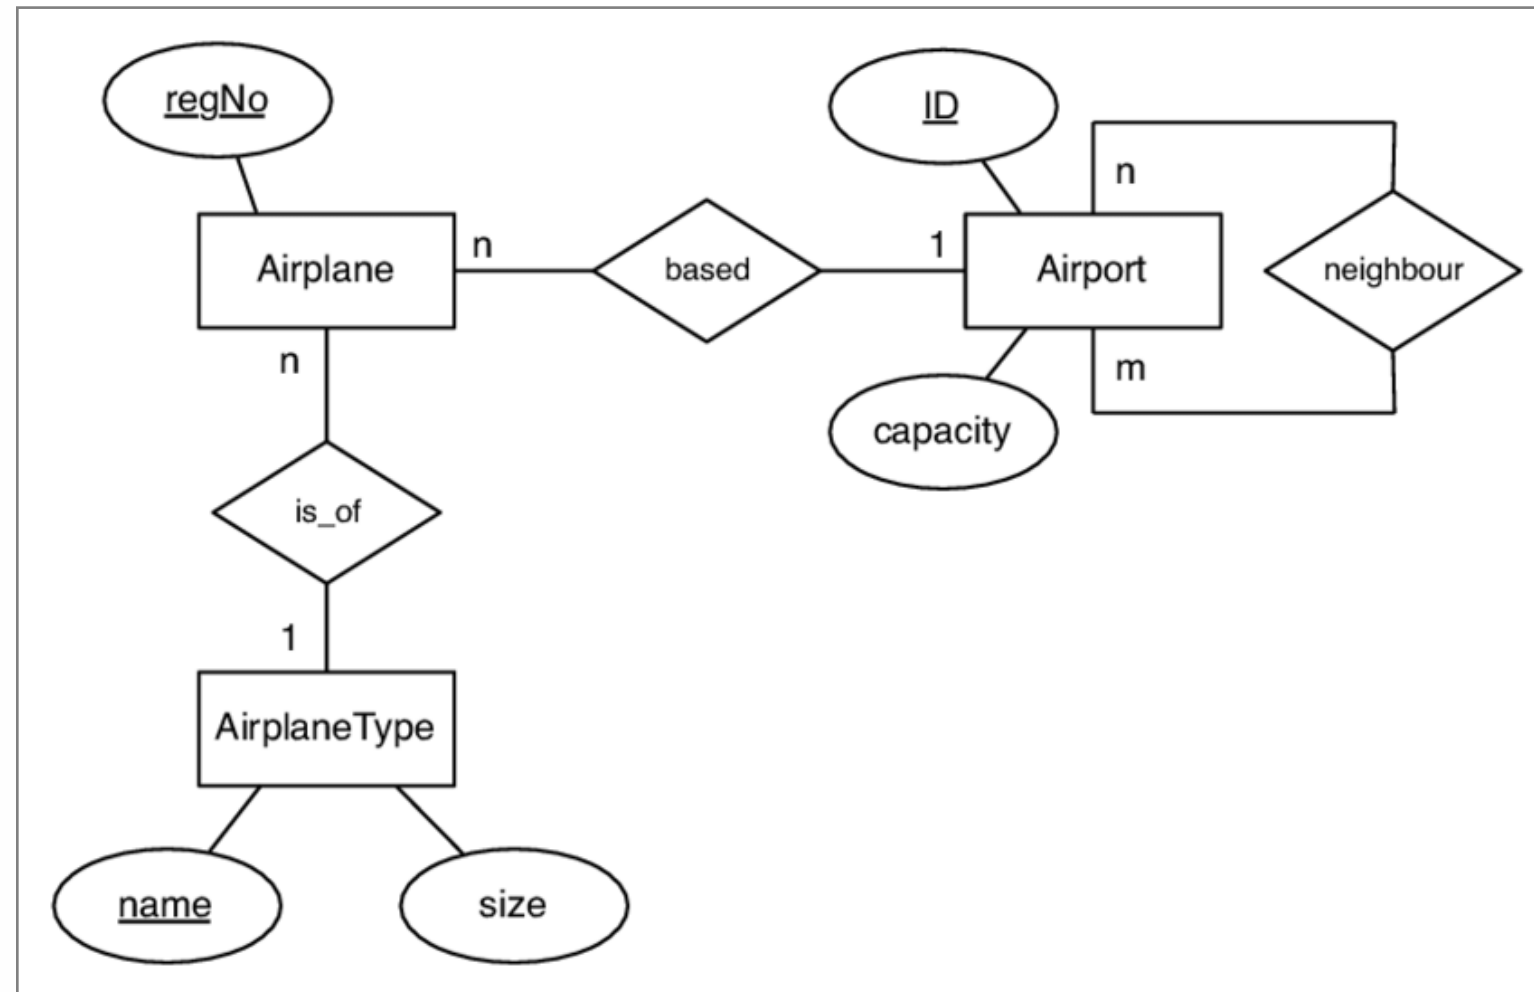 regNo
ID
n
Airplane
n
based
1
Airport
neighbour
n
m
capacity
is_of
1
AirplaneType
name
size